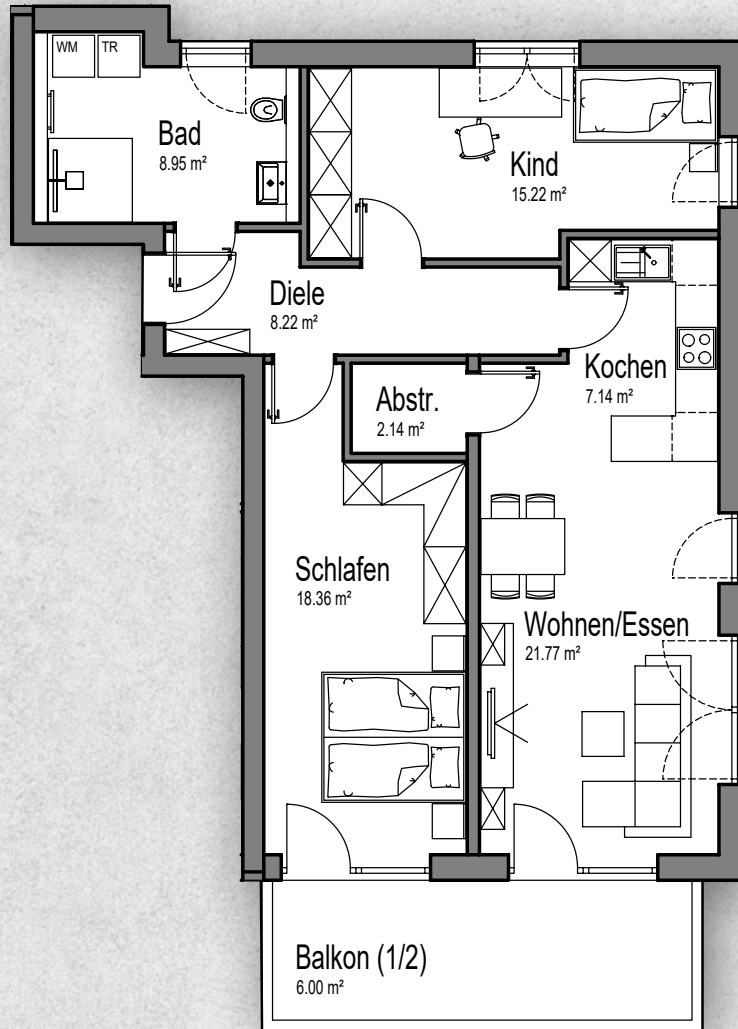 WM
TR
Bad
8.95 m²
Kind
15.22 m²
Diele
8.22 m²
Kochen
7.14 m²
Abstr.
2.14 m²
Schlafen
18.36 m²
Wohnen/Essen
21.77 m²
Balkon (1/2)
6.00 m²